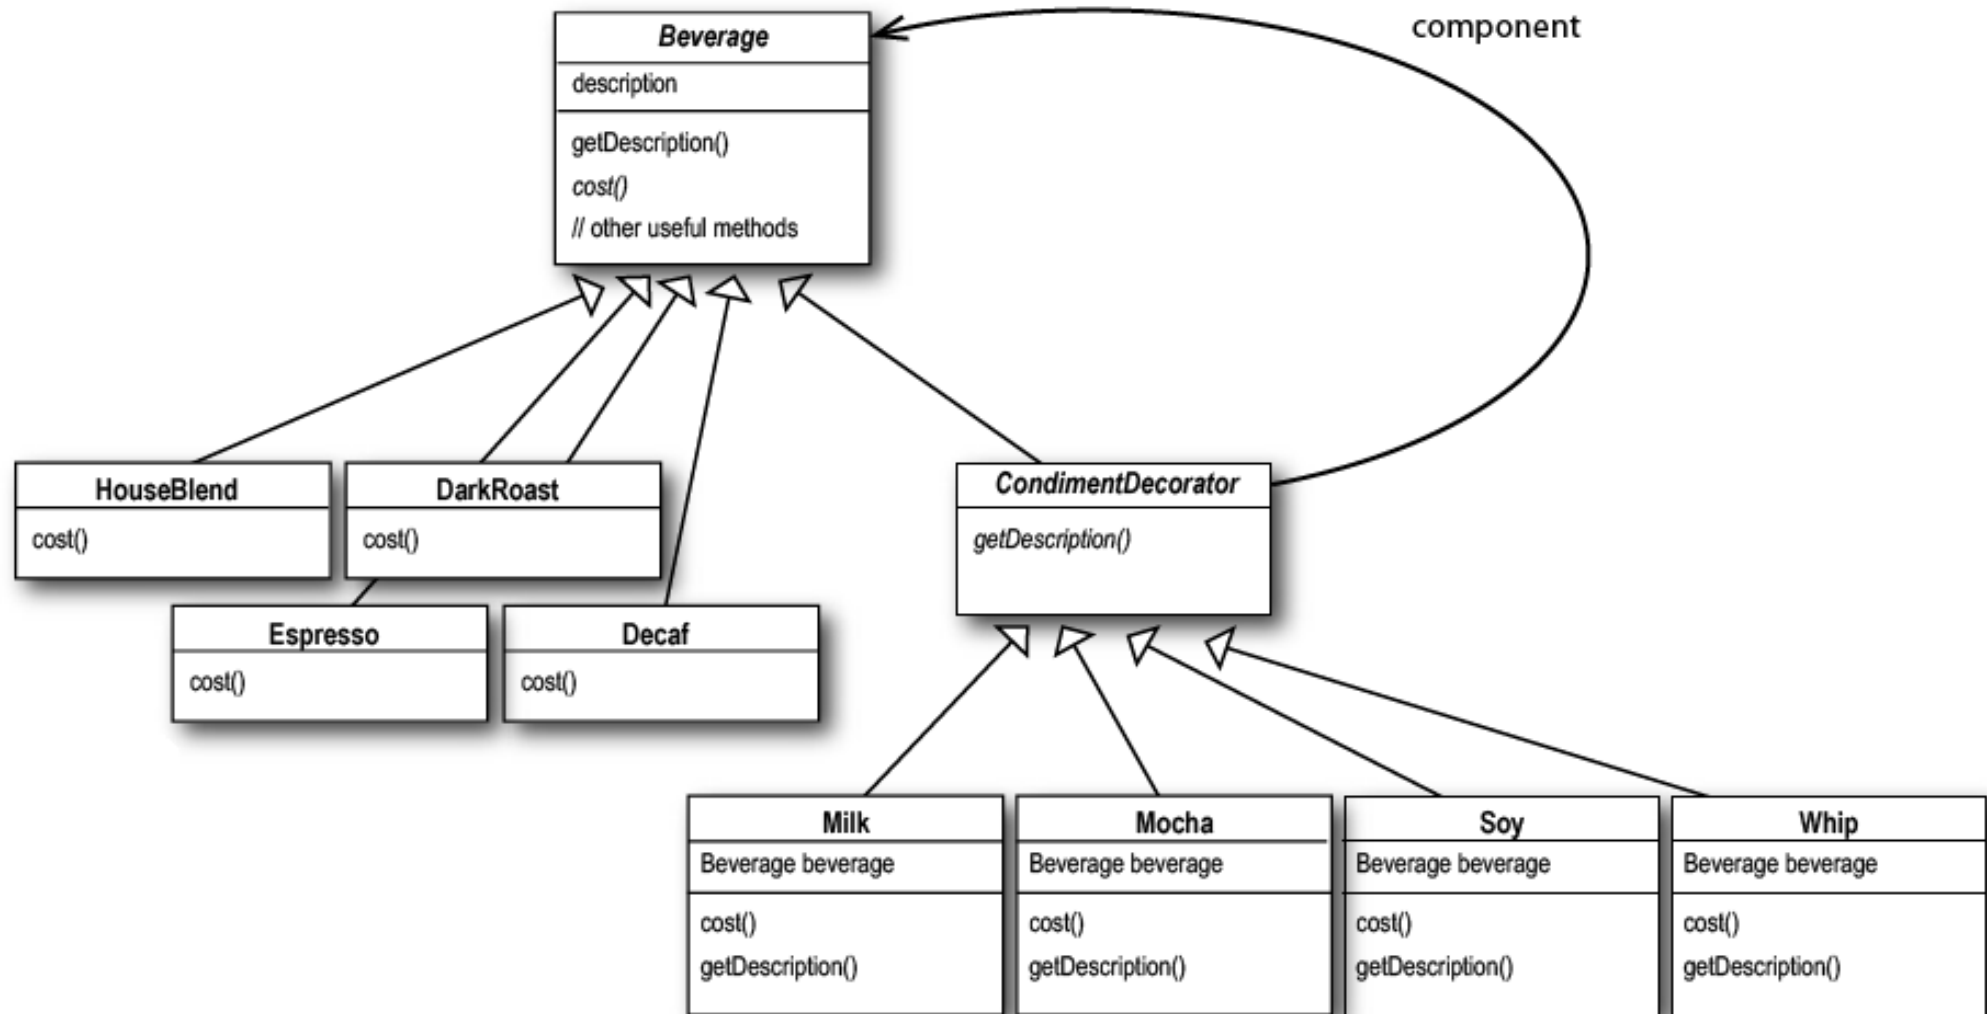 Beverage
description
getDescription()
cost()
// other useful methods
component
HouseBlend
cost()
DarkRoast
cost()
CondimentDecorator
getDescription()
Espresso
cost()
Decaf
cost()
Milk
Beverage beverage
cost()
getDescription()
Mocha
Beverage beverage
cost()
getDescription()
Soy
Beverage beverage
cost()
getDescription()
Whip
Beverage beverage
cost()
getDescription()